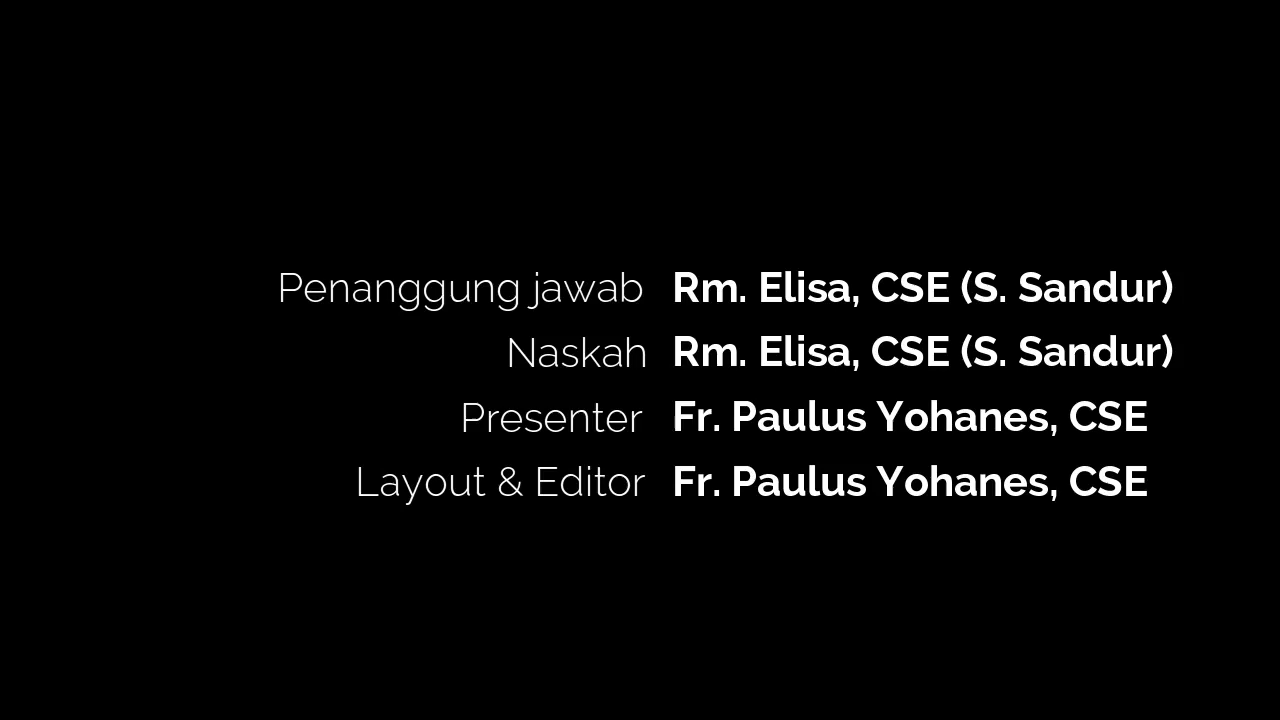 Penanggung jawab Rm. Elisa, CSE (S. Sandur)
Naskah Rm. Elisa, CSE (S. Sandur)
Presenter Fr. Paulus Yohanes, CSE
Layout & Editor Fr. Paulus Yohanes, CSE